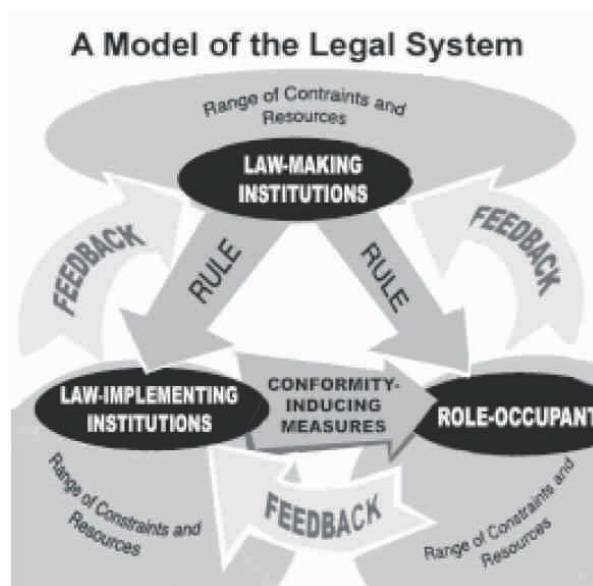 A Model of the Legal System
Range of Contraints and
Resources
LAW-MAKING
INSTITUTIONS
FEEDBACK
RULE
RULE
FEEDBACK
LAW-IMPLEMENTING
INSTITUTIONS
CONFORMITY-
INDUCING
MEASURES
ROLE-OCCUPANT
FEEDBACK
Range of Constraints and
Resources
Range of Constraints and
Resources